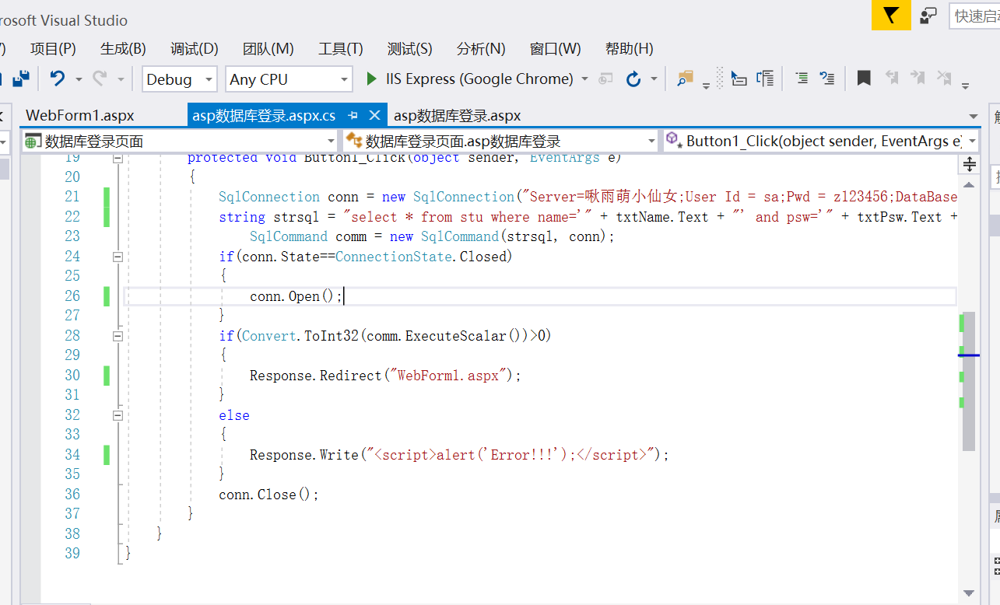 rosoft Visual Studio
快速启动
项目(P) 生成(B) 调试(D) 团队(M) 工具(T) 测试(S) 分析(N) 窗口(W) 帮助(H)
Debug Any CPU IIS Express (Google Chrome)
WebForm1.aspx asp数据库登录.aspx.cs asp数据库登录.aspx
数据库登录页面 数据库登录页面.asp数据库登录 Button1_Click(object sender, EventArgs e)
19 protected void Button1_Click(object sender, EventArgs e)
20 {
21 SqlConnection conn = new SqlConnection("Server=啾雨萌小仙女;User Id = sa;Pwd = z123456;DataBase
22 string strsql = "select * from stu where name='" + txtName.Text + "' and psw='" + txtPsw.Text +
23 SqlCommand comm = new SqlCommand(strsql, conn);
24 if(conn.State==ConnectionState.Closed)
25 {
26 conn.Open();
27 }
28 if(Convert.ToInt32(comm.ExecuteScalar())>0)
29 {
30 Response.Redirect("WebForm1.aspx");
31 }
32 else
33 {
34 Response.Write("<script>alert('Error!!!');</script>");
35 }
36 conn.Close();
37 }
38 }
39 }